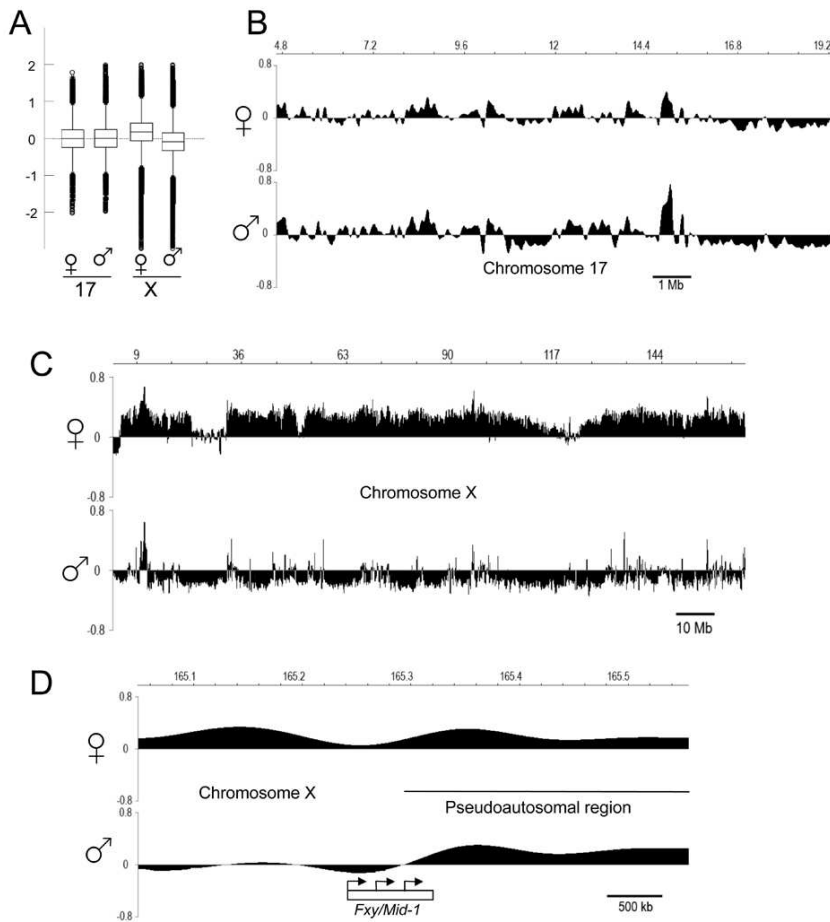 A
2
1
0
-1
-2
♀ ♂ ♀ ♂
17 X
B
4.8 7.2 9.6 12 14.4 16.8 19.2
0.8
♀ 0
-0.8
0.8
♂ 0
-0.8
Chromosome 17
1 Mb
C
9 36 63 90 117 144
0.8
♀ 0
-0.8
Chromosome X
0.8
♂ 0
-0.8
10 Mb
D
165.1 165.2 165.3 165.4 165.5
0.8
♀ 0
-0.8
Chromosome X
Pseudoautosomal region
0.8
♂ 0
-0.8
Fxy/Mid-1
500 kb